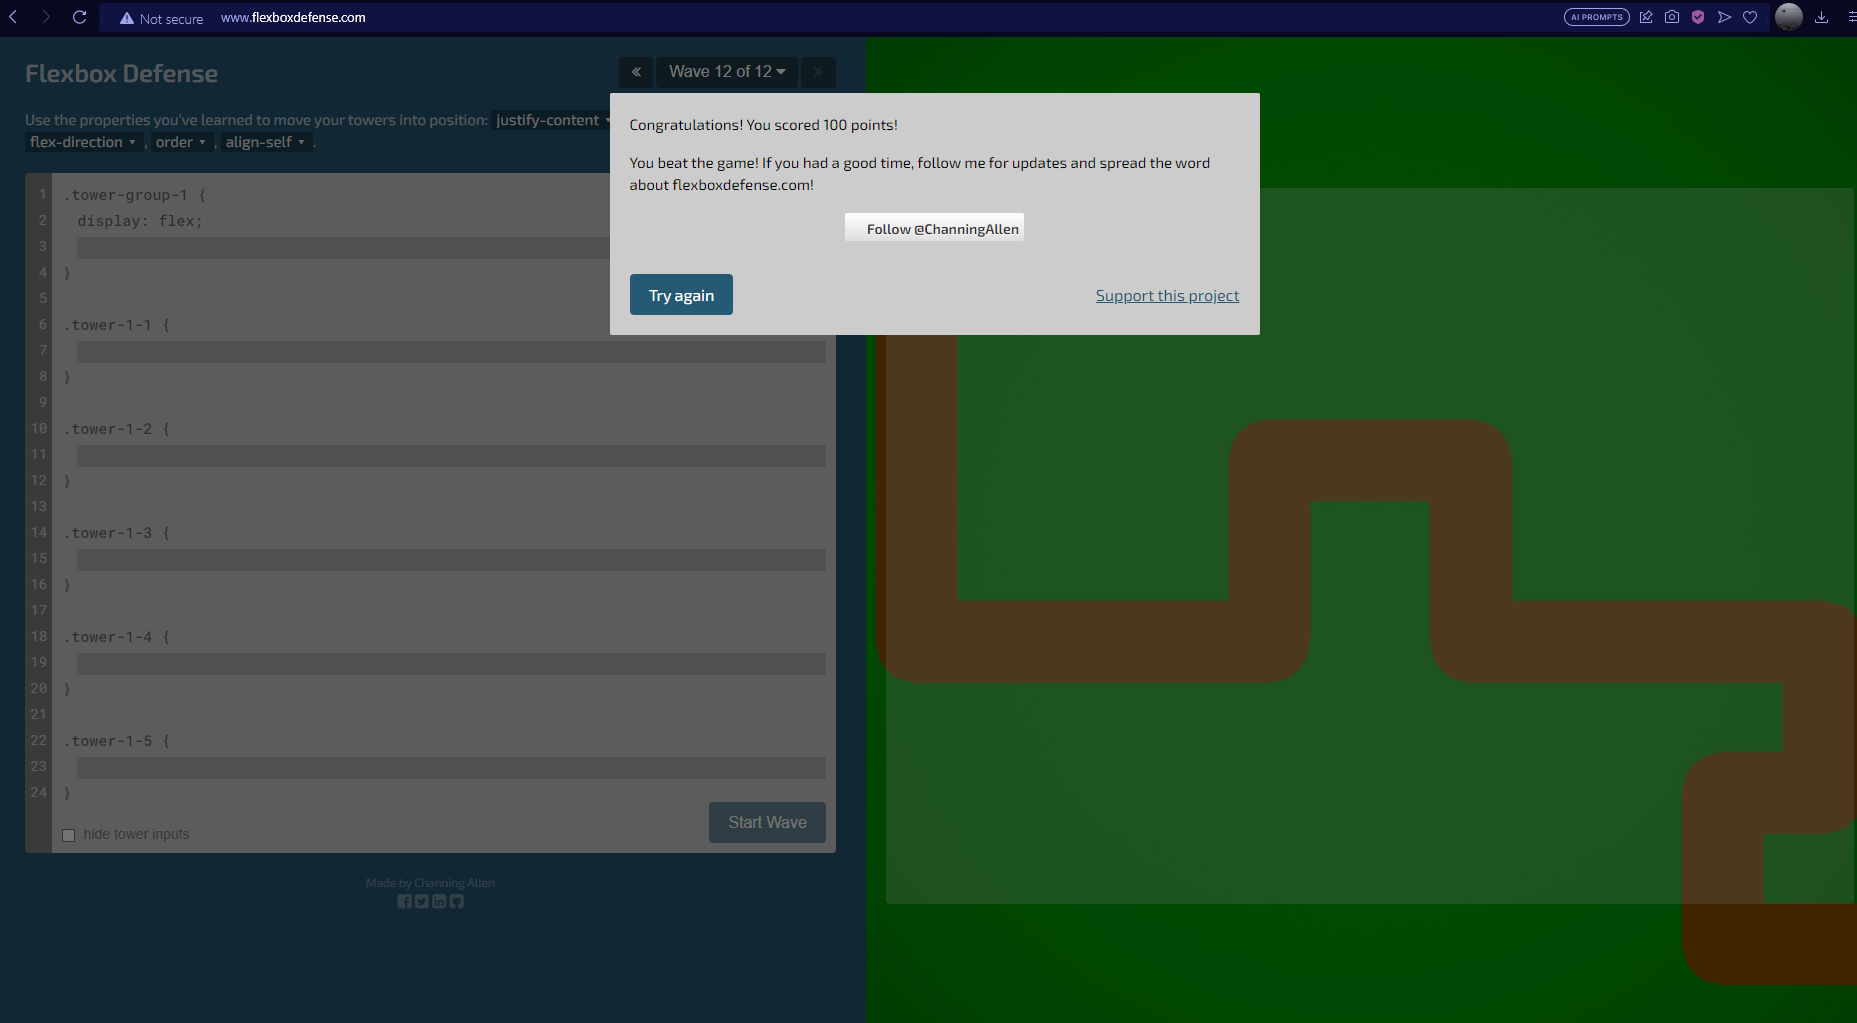 Not secure
www.flexboxdefense.com
AI PROMPTS
Flexbox Defense
«
Wave 12 of 12
»
Use the properties you've learned to move your towers into position: justify-content
flex-direction , order , align-self .
Congratulations! You scored 100 points!
You beat the game! If you had a good time, follow me for updates and spread the word
about flexboxdefense.com!
Follow @ChanningAllen
Try again
Support this project
1 .tower-group-1 {
2 display: flex;
3
4 }
5
6 .tower-1-1 {
7
8 }
9
10 .tower-1-2 {
11
12 }
13
14 .tower-1-3 {
15
16 }
17
18 .tower-1-4 {
19
20 }
21
22 .tower-1-5 {
23
24 }
hide tower inputs
Start Wave
Made by Channing Allen